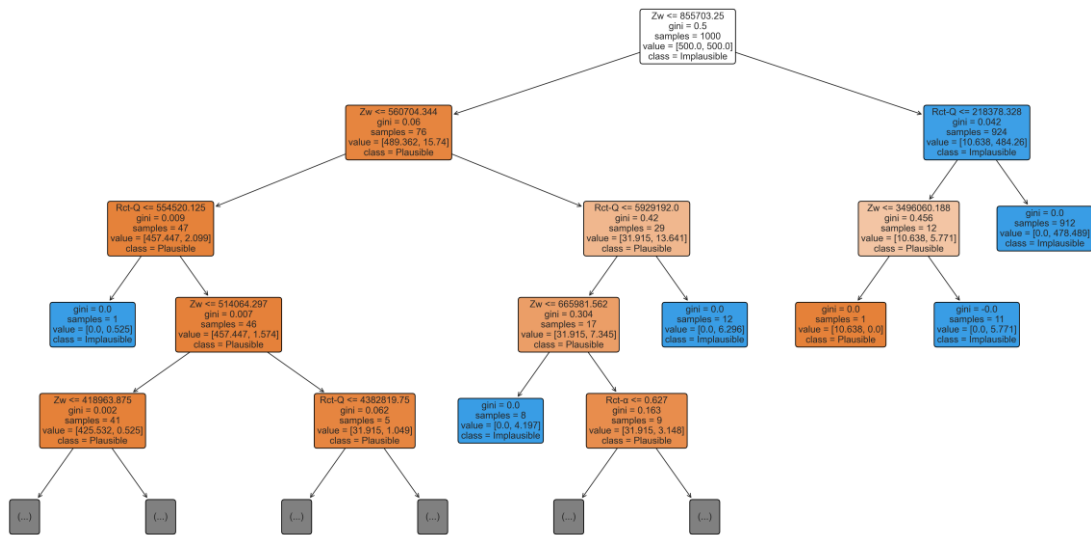 Zw <= 855703.25
gini = 0.5
samples = 1000
value = [500.0, 500.0]
class = Implausible
Zw <= 560704.344
gini = 0.06
samples = 76
value = [489.362, 15.74]
class = Plausible
Rct-Q <= 218378.328
gini = 0.042
samples = 924
value = [10.638, 484.26]
class = Implausible
Rct-Q <= 554520.125
gini = 0.009
samples = 47
value = [457.447, 2.099]
class = Plausible
Rct-Q <= 5929192.0
gini = 0.42
samples = 29
value = [31.915, 13.641]
class = Plausible
Zw <= 3496060.188
gini = 0.456
samples = 12
value = [10.638, 5.771]
class = Plausible
gini = 0.0
samples = 912
value = [0.0, 478.489]
class = Implausible
gini = 0.0
samples = 1
value = [0.0, 0.525]
class = Implausible
Zw <= 514064.297
gini = 0.007
samples = 46
value = [457.447, 1.574]
class = Plausible
Zw <= 665981.562
gini = 0.304
samples = 17
value = [31.915, 7.345]
class = Plausible
gini = 0.0
samples = 12
value = [0.0, 6.296]
class = Implausible
gini = 0.0
samples = 1
value = [10.638, 0.0]
class = Plausible
gini = -0.0
samples = 11
value = [0.0, 5.771]
class = Implausible
Zw <= 418963.875
gini = 0.002
samples = 41
value = [425.532, 0.525]
class = Plausible
Rct-Q <= 4382819.75
gini = 0.062
samples = 5
value = [31.915, 1.049]
class = Plausible
gini = 0.0
samples = 8
value = [0.0, 4.197]
class = Implausible
Rct-α <= 0.627
gini = 0.163
samples = 9
value = [31.915, 3.148]
class = Plausible
(...)
(...)
(...)
(...)
(...)
(...)